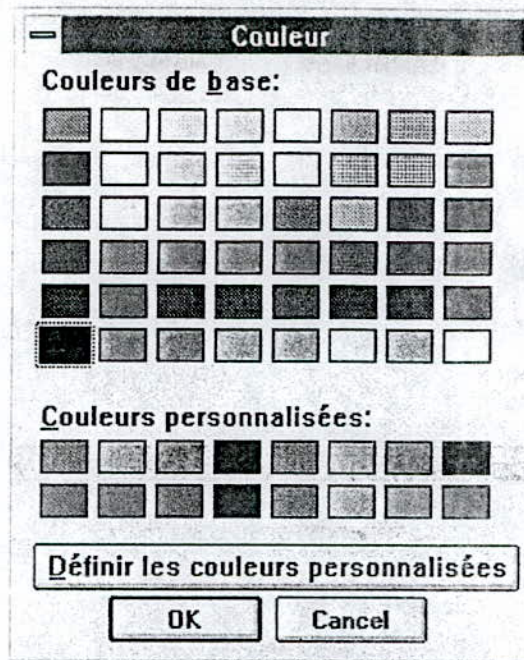 Couleur
Couleurs de base:
Couleurs personnalisées:
Définir les couleurs personnalisées
OK
Cancel